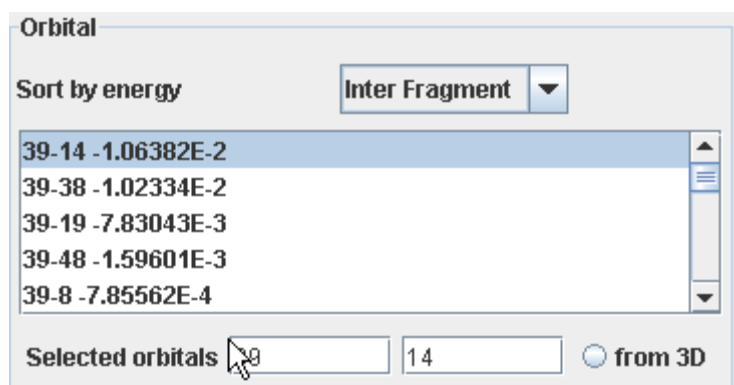 Orbital
Sort by energy Inter Fragment
39-14 -1.06382E-2
39-38 -1.02334E-2
39-19 -7.83043E-3
39-48 -1.59601E-3
39-8 -7.85562E-4
Selected orbitals 14 from 3D